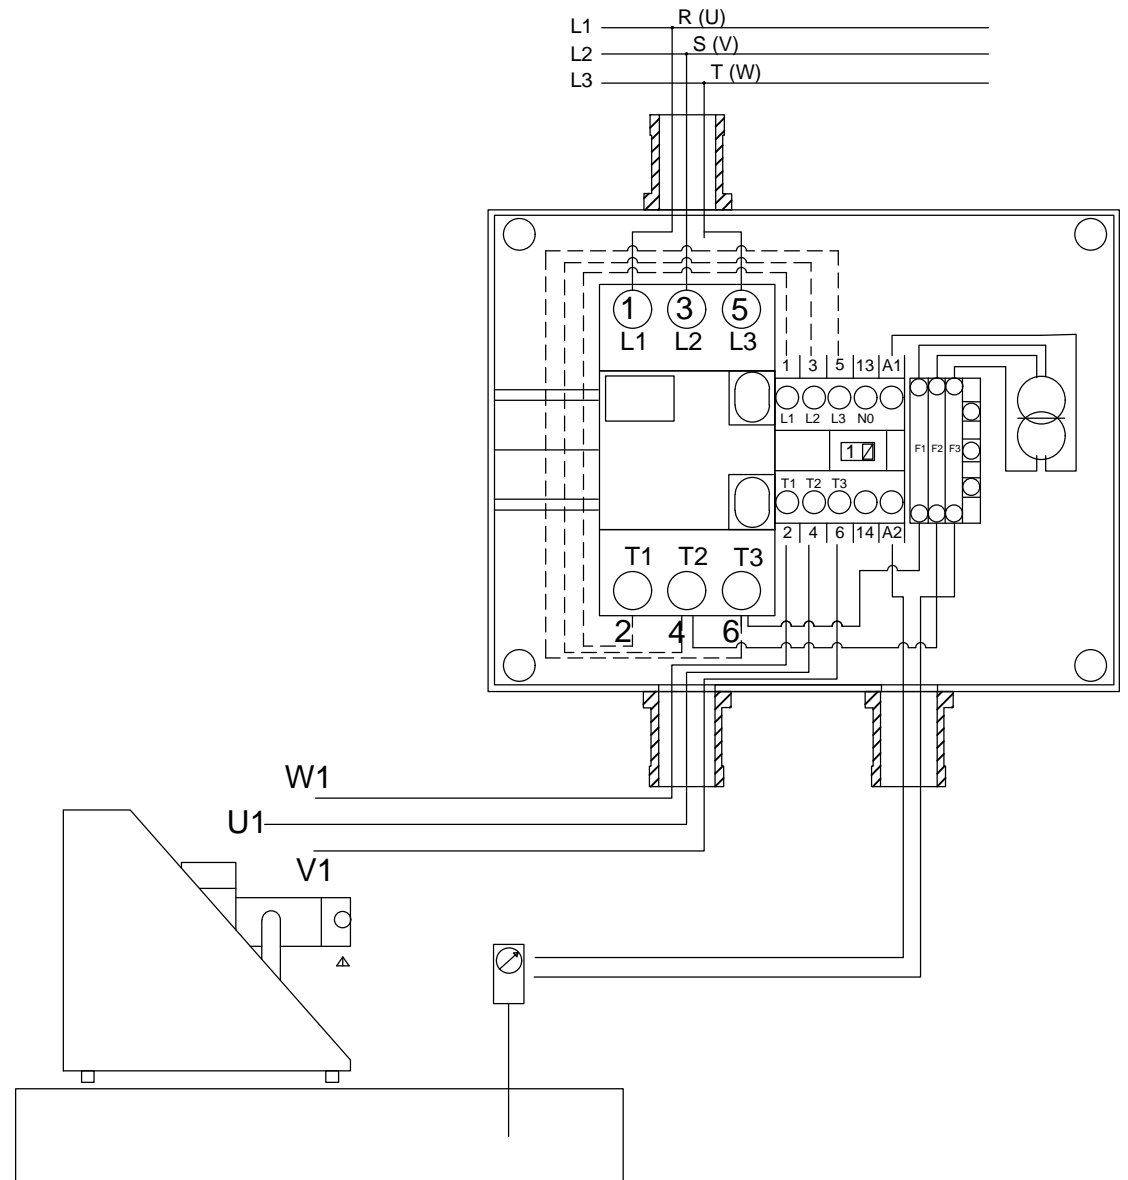 L1 R (U)
L2 S (V)
L3 T (W)
1 3 5
L1 L2 L3
1 3 5 13 A1
L1 L2 L3 N0
F1 F2 F3
1
T1 T2 T3
2 4 6 14 A2
T1 T2 T3
2 4 6
W1
U1
V1